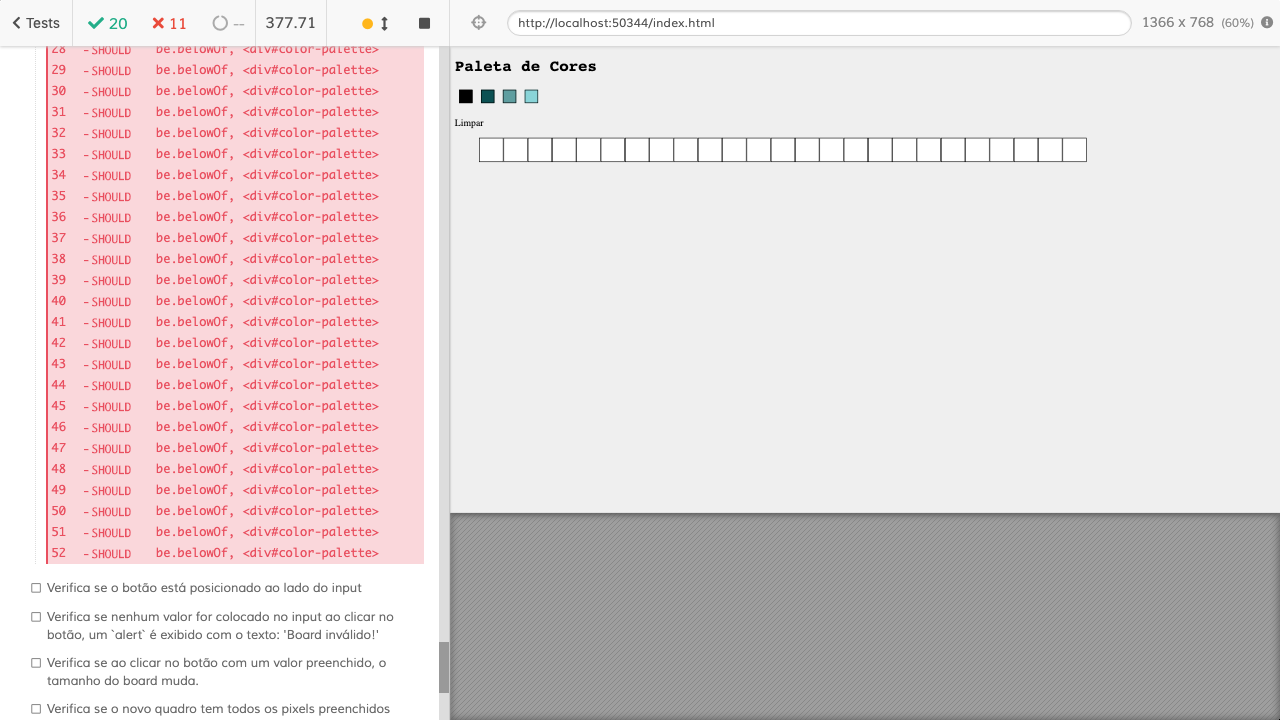 Tests 20 11 -- 377.71
http://localhost:50344/index.html 1366 x 768 (60%)
28 -SHOULD be.belowOf, <div#color-palette>
29 -SHOULD be.belowOf, <div#color-palette>
30 -SHOULD be.belowOf, <div#color-palette>
31 -SHOULD be.belowOf, <div#color-palette>
32 -SHOULD be.belowOf, <div#color-palette>
33 -SHOULD be.belowOf, <div#color-palette>
34 -SHOULD be.belowOf, <div#color-palette>
35 -SHOULD be.belowOf, <div#color-palette>
36 -SHOULD be.belowOf, <div#color-palette>
37 -SHOULD be.belowOf, <div#color-palette>
38 -SHOULD be.belowOf, <div#color-palette>
39 -SHOULD be.belowOf, <div#color-palette>
40 -SHOULD be.belowOf, <div#color-palette>
41 -SHOULD be.belowOf, <div#color-palette>
42 -SHOULD be.belowOf, <div#color-palette>
43 -SHOULD be.belowOf, <div#color-palette>
44 -SHOULD be.belowOf, <div#color-palette>
45 -SHOULD be.belowOf, <div#color-palette>
46 -SHOULD be.belowOf, <div#color-palette>
47 -SHOULD be.belowOf, <div#color-palette>
48 -SHOULD be.belowOf, <div#color-palette>
49 -SHOULD be.belowOf, <div#color-palette>
50 -SHOULD be.belowOf, <div#color-palette>
51 -SHOULD be.belowOf, <div#color-palette>
52 -SHOULD be.belowOf, <div#color-palette>
Verifica se o botão está posicionado ao lado do input
Verifica se nenhum valor for colocado no input ao clicar no
botão, um `alert` é exibido com o texto: 'Board inválido!'
Verifica se ao clicar no botão com um valor preenchido, o
tamanho do board muda.
Verifica se o novo quadro tem todos os pixels preenchidos
Paleta de Cores
Limpar